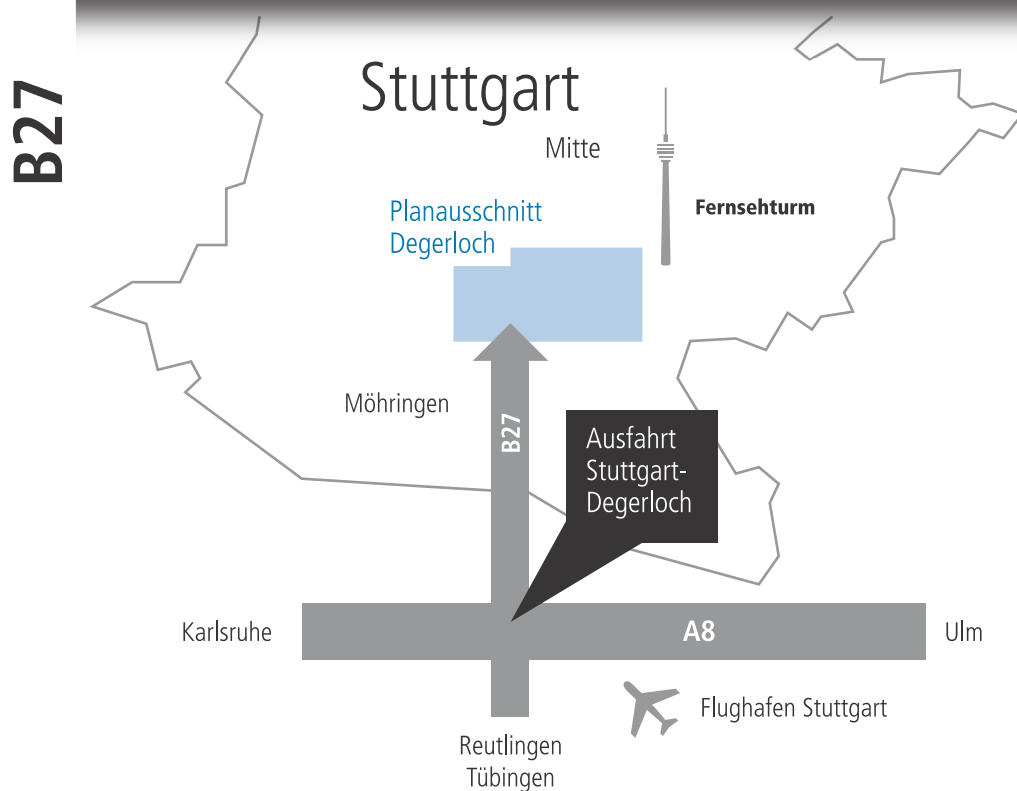 B27
Stuttgart
Mitte
Fernsehturm
Planausschnitt
Degerloch
Möhringen
B27
Ausfahrt
Stuttgart-
Degerloch
Karlsruhe
A8
Ulm
Flughafen Stuttgart
Reutlingen
Tübingen